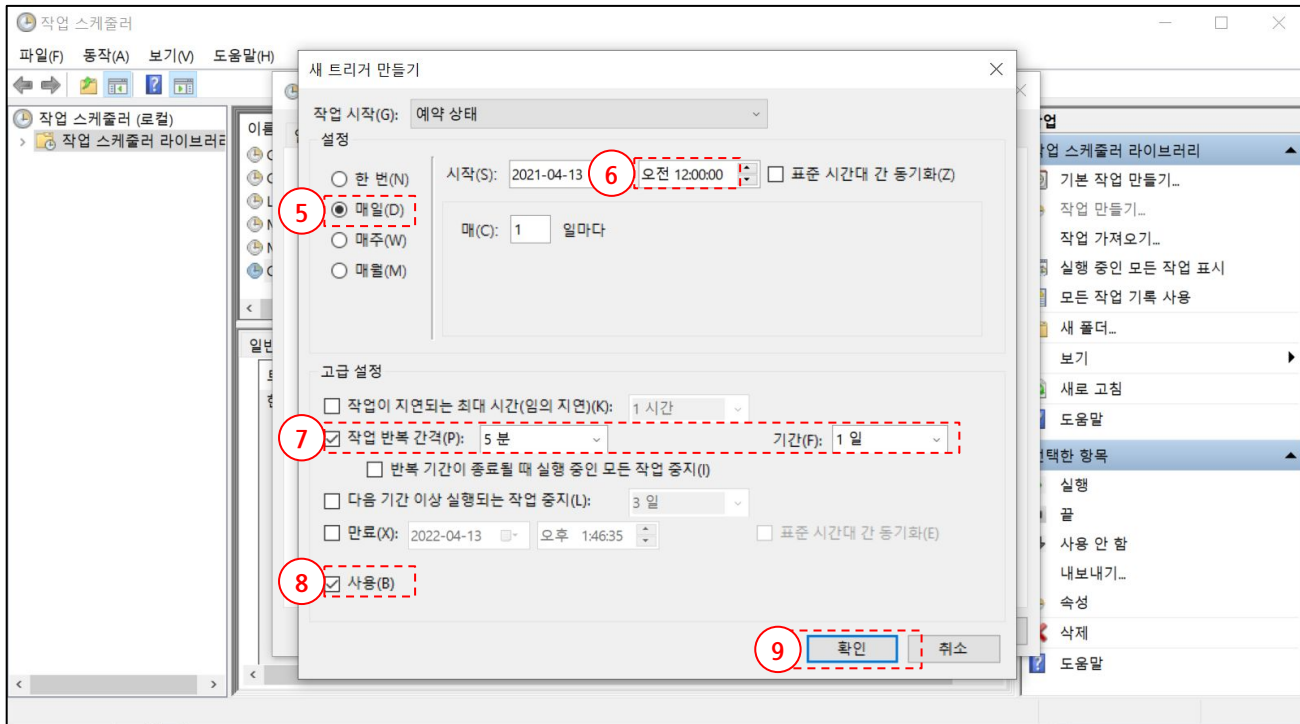 작업 스케줄러
파일(F) 동작(A) 보기(V) 도움말(H)
작업 스케줄러 (로컬)
작업 스케줄러 라이브러리
이름
일반
새 트리거 만들기
작업 시작(G): 예약 상태
설정
한 번(N)
5 매일(D)
매주(W)
매월(M)
시작(S): 2021-04-13 6 오전 12:00:00 표준 시간대 간 동기화(Z)
매(C): 1 일마다
고급 설정
작업이 지연되는 최대 시간(임의 지연)(K): 1 시간
7 작업 반복 간격(P): 5 분 기간(F): 1 일
반복 기간이 종료될 때 실행 중인 모든 작업 중지(I)
다음 기간 이상 실행되는 작업 중지(L): 3 일
만료(X): 2022-04-13 오후 1:46:35 표준 시간대 간 동기화(E)
8 사용(B)
9 확인 취소
업
작업 스케줄러 라이브러리
기본 작업 만들기...
작업 만들기...
작업 가져오기...
실행 중인 모든 작업 표시
모든 작업 기록 사용
새 폴더...
보기
새로 고침
도움말
선택한 항목
실행
끝
사용 안 함
내보내기...
속성
삭제
도움말